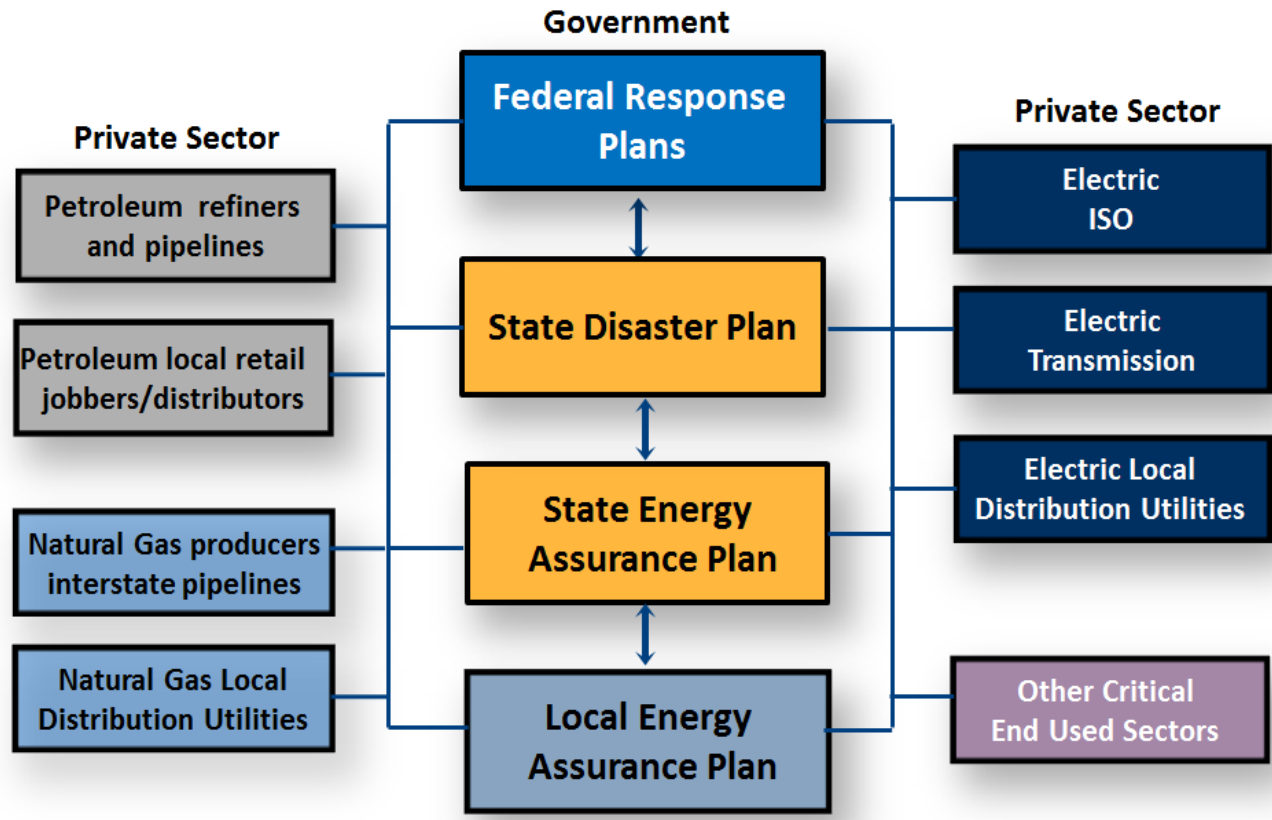 Government
Federal Response
Plans
State Disaster Plan
State Energy
Assurance Plan
Local Energy
Assurance Plan
Private Sector
Petroleum refiners
and pipelines
Petroleum local retail
jobbers/distributors
Natural Gas producers
interstate pipelines
Natural Gas Local
Distribution Utilities
Private Sector
Electric
ISO
Electric
Transmission
Electric Local
Distribution Utilities
Other Critical
End Used Sectors